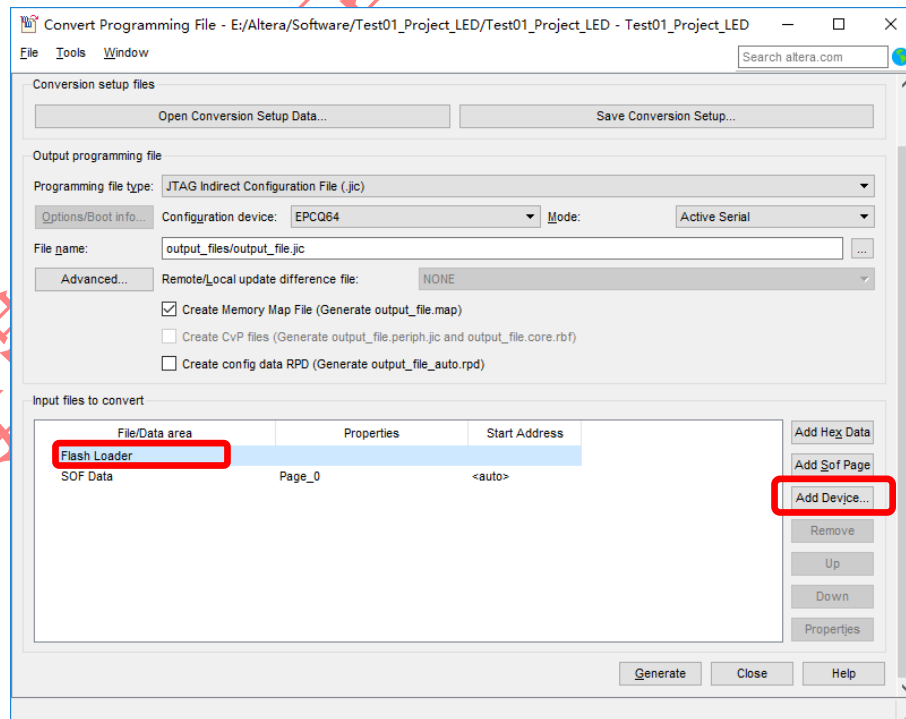 Convert Programming File - E:/Altera/Software/Test01_Project_LED/Test01_Project_LED - Test01_Project_LED
File Tools Window
Search altera.com
Conversion setup files
Open Conversion Setup Data... Save Conversion Setup...
Output programming file
Programming file type: JTAG Indirect Configuration File (.jic)
Options/Boot info... Configuration device: EPCQ64 Mode: Active Serial
File name: output_files/output_file.jic ...
Advanced... Remote/Local update difference file: NONE
Create Memory Map File (Generate output_file.map)
Create CvP files (Generate output_file.periph.jic and output_file.core.rbf)
Create config data RPD (Generate output_file_auto.rpd)
Input files to convert
File/Data area Properties Start Address
Flash Loader
SOF Data Page_0 <auto>
Add Hex Data
Add Sof Page
Add Device...
Remove
Up
Down
Properties
Generate Close Help